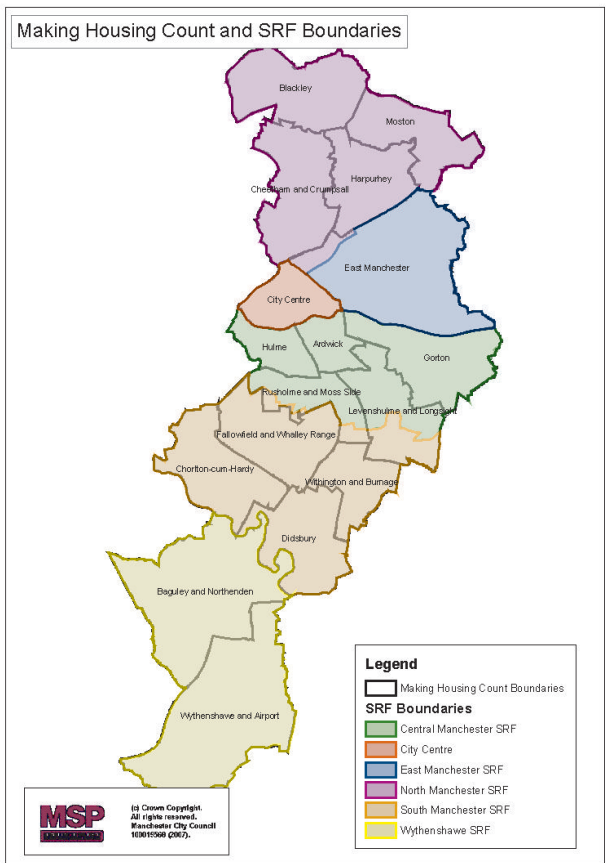 Making Housing Count and SRF Boundaries
Blackley
Moston
Harpurhey
Cheetham and Crumpsall
East Manchester
City Centre
Hulme
Ardwick
Gorton
Rusholme and Moss Side
Levenshulme and Longsight
Fallowfield and Whalley Range
Chorlton-cum-Hardy
Withington and Burnage
Didsbury
Baguley and Northenden
Wythenshawe and Airport
Legend
Making Housing Count Boundaries
SRF Boundaries
Central Manchester SRF
City Centre
East Manchester SRF
North Manchester SRF
South Manchester SRF
Wythenshawe SRF
MSP
(c) Crown Copyright.
All rights reserved.
Manchester City Council
100019568 (2007).